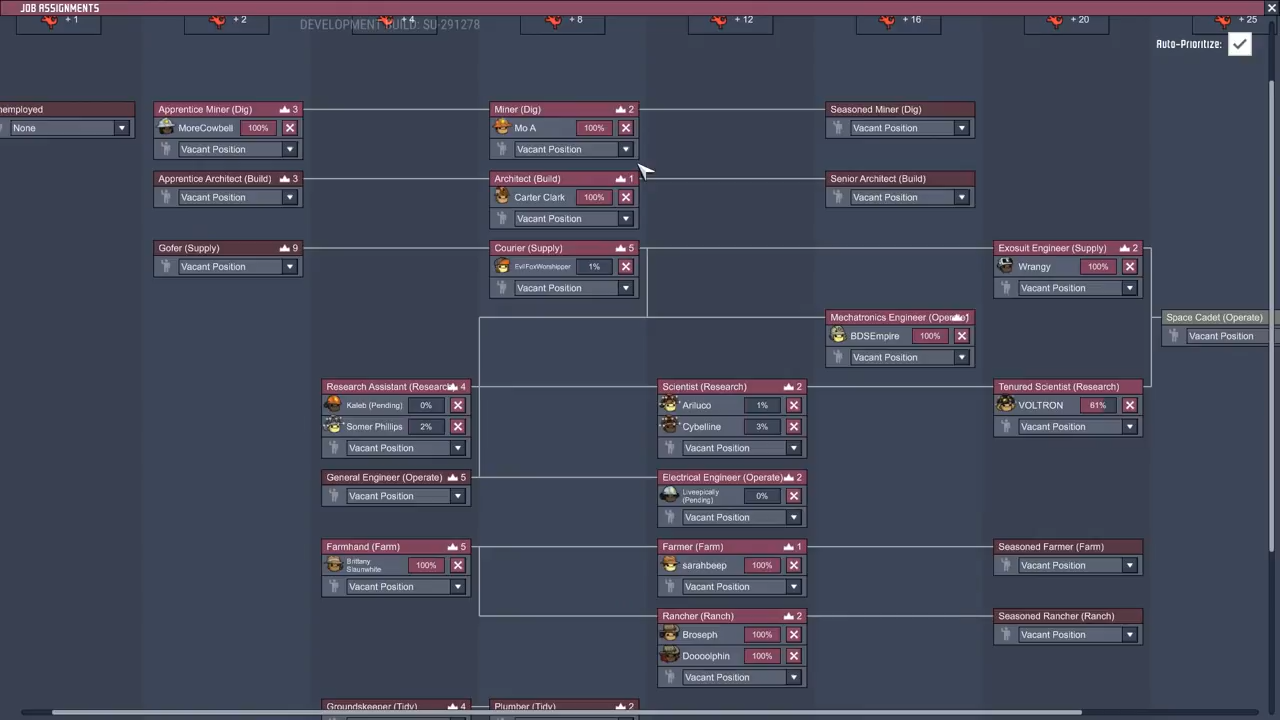 JOB ASSIGNMENTS
+ 1
+ 2
+ 4
+ 8
+ 12
+ 16
+ 20
+ 25
DEVELOPMENT BUILD: SU-291278
Auto-Prioritize:
nemployed
None
Apprentice Miner (Dig) 3
MoreCowbell 100%
Vacant Position
Miner (Dig) 2
Mo A 100%
Vacant Position
Seasoned Miner (Dig)
Vacant Position
Apprentice Architect (Build) 3
Vacant Position
Architect (Build) 1
Carter Clark 100%
Vacant Position
Senior Architect (Build)
Vacant Position
Gofer (Supply) 9
Vacant Position
Courier (Supply) 5
EvilFoxWorshipper 1%
Vacant Position
Exosuit Engineer (Supply) 2
Wrangy 100%
Vacant Position
Mechatronics Engineer (Operate)
BDSEmpire 100%
Vacant Position
Space Cadet (Operate)
Vacant Position
Research Assistant (Research 4
Kaleb (Pending) 0%
Somer Phillips 2%
Vacant Position
Scientist (Research) 2
Ariluco 1%
Cybelline 3%
Vacant Position
Tenured Scientist (Research)
VOLTRON 61%
Vacant Position
General Engineer (Operate) 5
Vacant Position
Electrical Engineer (Operate) 2
Liveepically
(Pending) 0%
Vacant Position
Farmhand (Farm) 5
Brittany
Slaunwhite 100%
Vacant Position
Farmer (Farm) 1
sarahbeep 100%
Vacant Position
Seasoned Farmer (Farm)
Vacant Position
Rancher (Ranch) 2
Broseph 100%
Doooolphin 100%
Vacant Position
Seasoned Rancher (Ranch)
Vacant Position
Groundskeeper (Tidy) 4
Plumber (Tidy) 2